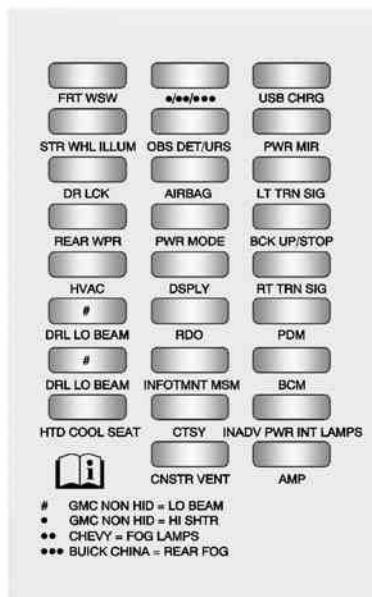 FRT WSW •/••/••• USB CHRG
STR WHL ILLUM OBS DET/URS PWR MIR
DR LCK AIRBAG LT TRN SIG
REAR WPR PWR MODE BCK UP/STOP
HVAC DSPLY RT TRN SIG
#
DRL LO BEAM RDO PDM
#
DRL LO BEAM INFOTMNT MSM BCM
HTD COOL SEAT CTSY INADV PWR INT LAMPS
i
CNSTR VENT AMP
# GMC NON HID = LO BEAM
• GMC NON HID = HI SHTR
•• CHEVY = FOG LAMPS
••• BUICK CHINA = REAR FOG